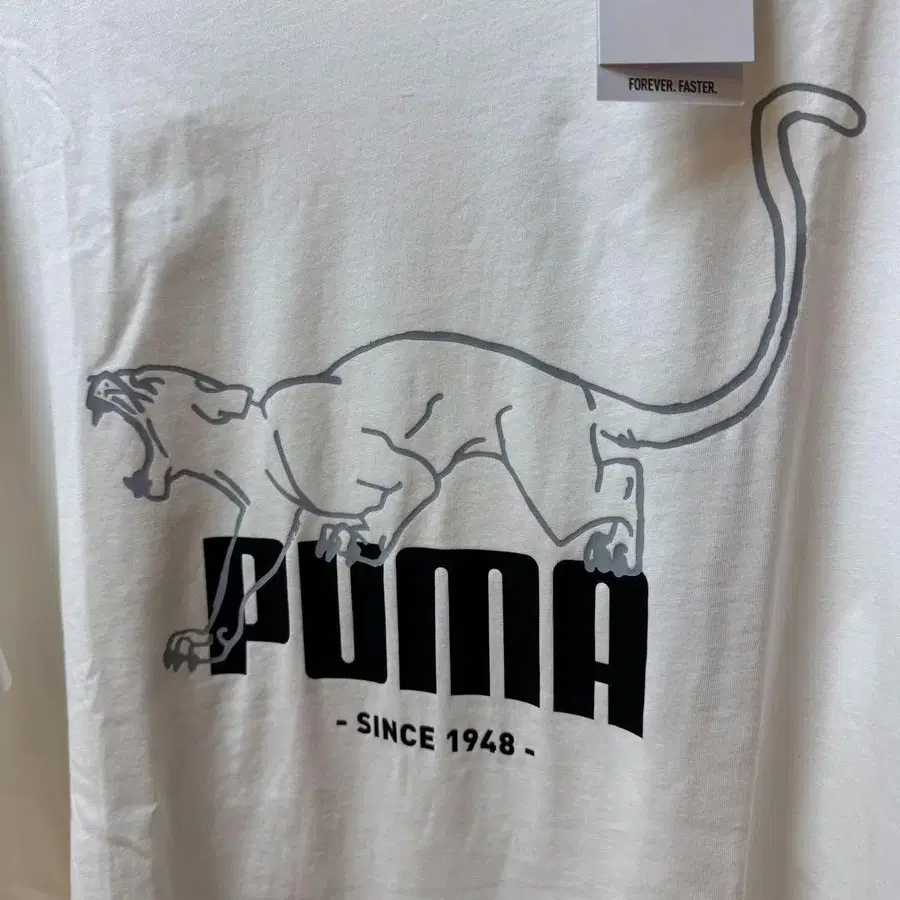 FOREVER. FASTER.
PUMA
- SINCE 1948 -